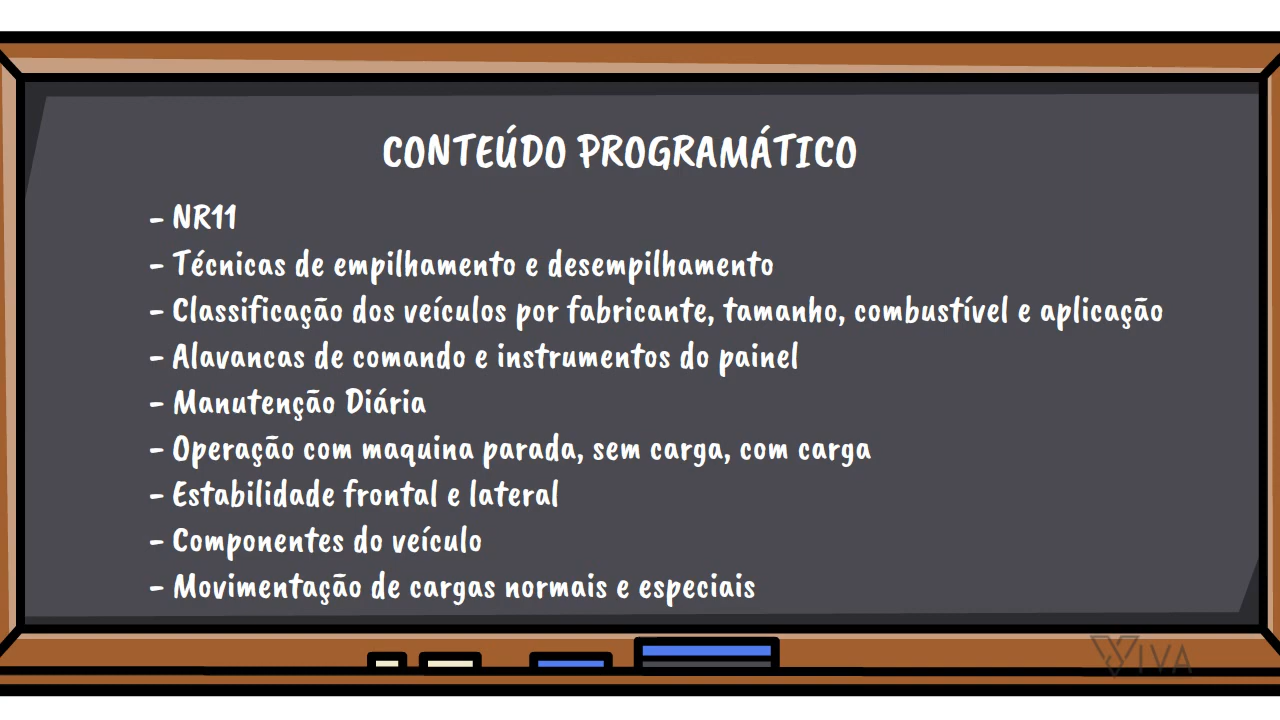 CONTEÚDO PROGRAMÁTICO
- NR11
- Técnicas de empilhamento e desempilhamento
- Classificação dos veículos por fabricante, tamanho, combustível e aplicação
- Alavancas de comando e instrumentos do painel
- Manutenção Diária
- Operação com maquina parada, sem carga, com carga
- Estabilidade frontal e lateral
- Componentes do veículo
- Movimentação de cargas normais e especiais
VIVA